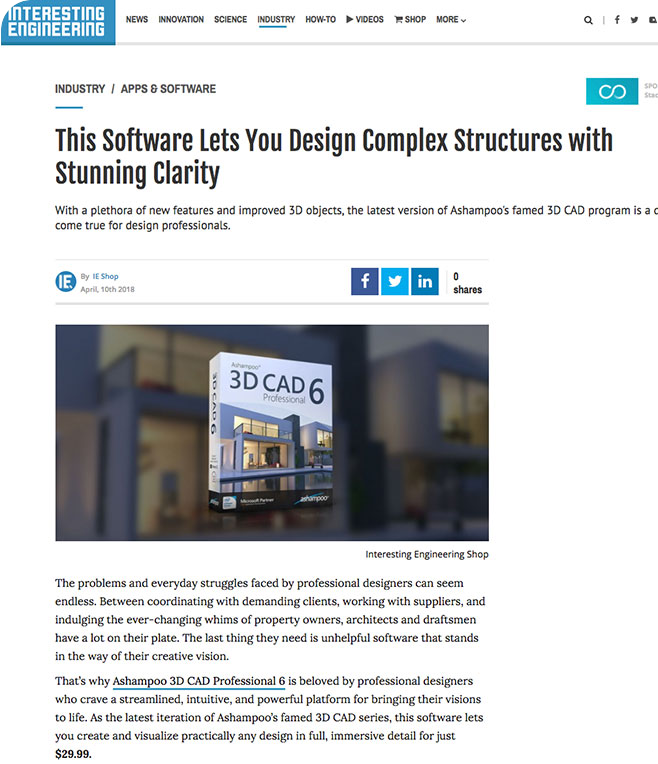 INTERESTING
ENGINEERING
NEWS INNOVATION SCIENCE INDUSTRY HOW-TO VIDEOS SHOP MORE
INDUSTRY / APPS & SOFTWARE
SPO
Stac
This Software Lets You Design Complex Structures with
Stunning Clarity
With a plethora of new features and improved 3D objects, the latest version of Ashampoo's famed 3D CAD program is a d
come true for design professionals.
IE
By IE Shop
April, 10th 2018
0
shares
Ashampoo®
3D CAD 6
Professional
3D CAD 6
Microsoft Partner
ashampoo®
Interesting Engineering Shop
The problems and everyday struggles faced by professional designers can seem
endless. Between coordinating with demanding clients, working with suppliers, and
indulging the ever-changing whims of property owners, architects and draftsmen
have a lot on their plate. The last thing they need is unhelpful software that stands
in the way of their creative vision.
That's why Ashampoo 3D CAD Professional 6 is beloved by professional designers
who crave a streamlined, intuitive, and powerful platform for bringing their visions
to life. As the latest iteration of Ashampoo's famed 3D CAD series, this software lets
you create and visualize practically any design in full, immersive detail for just
$29.99.